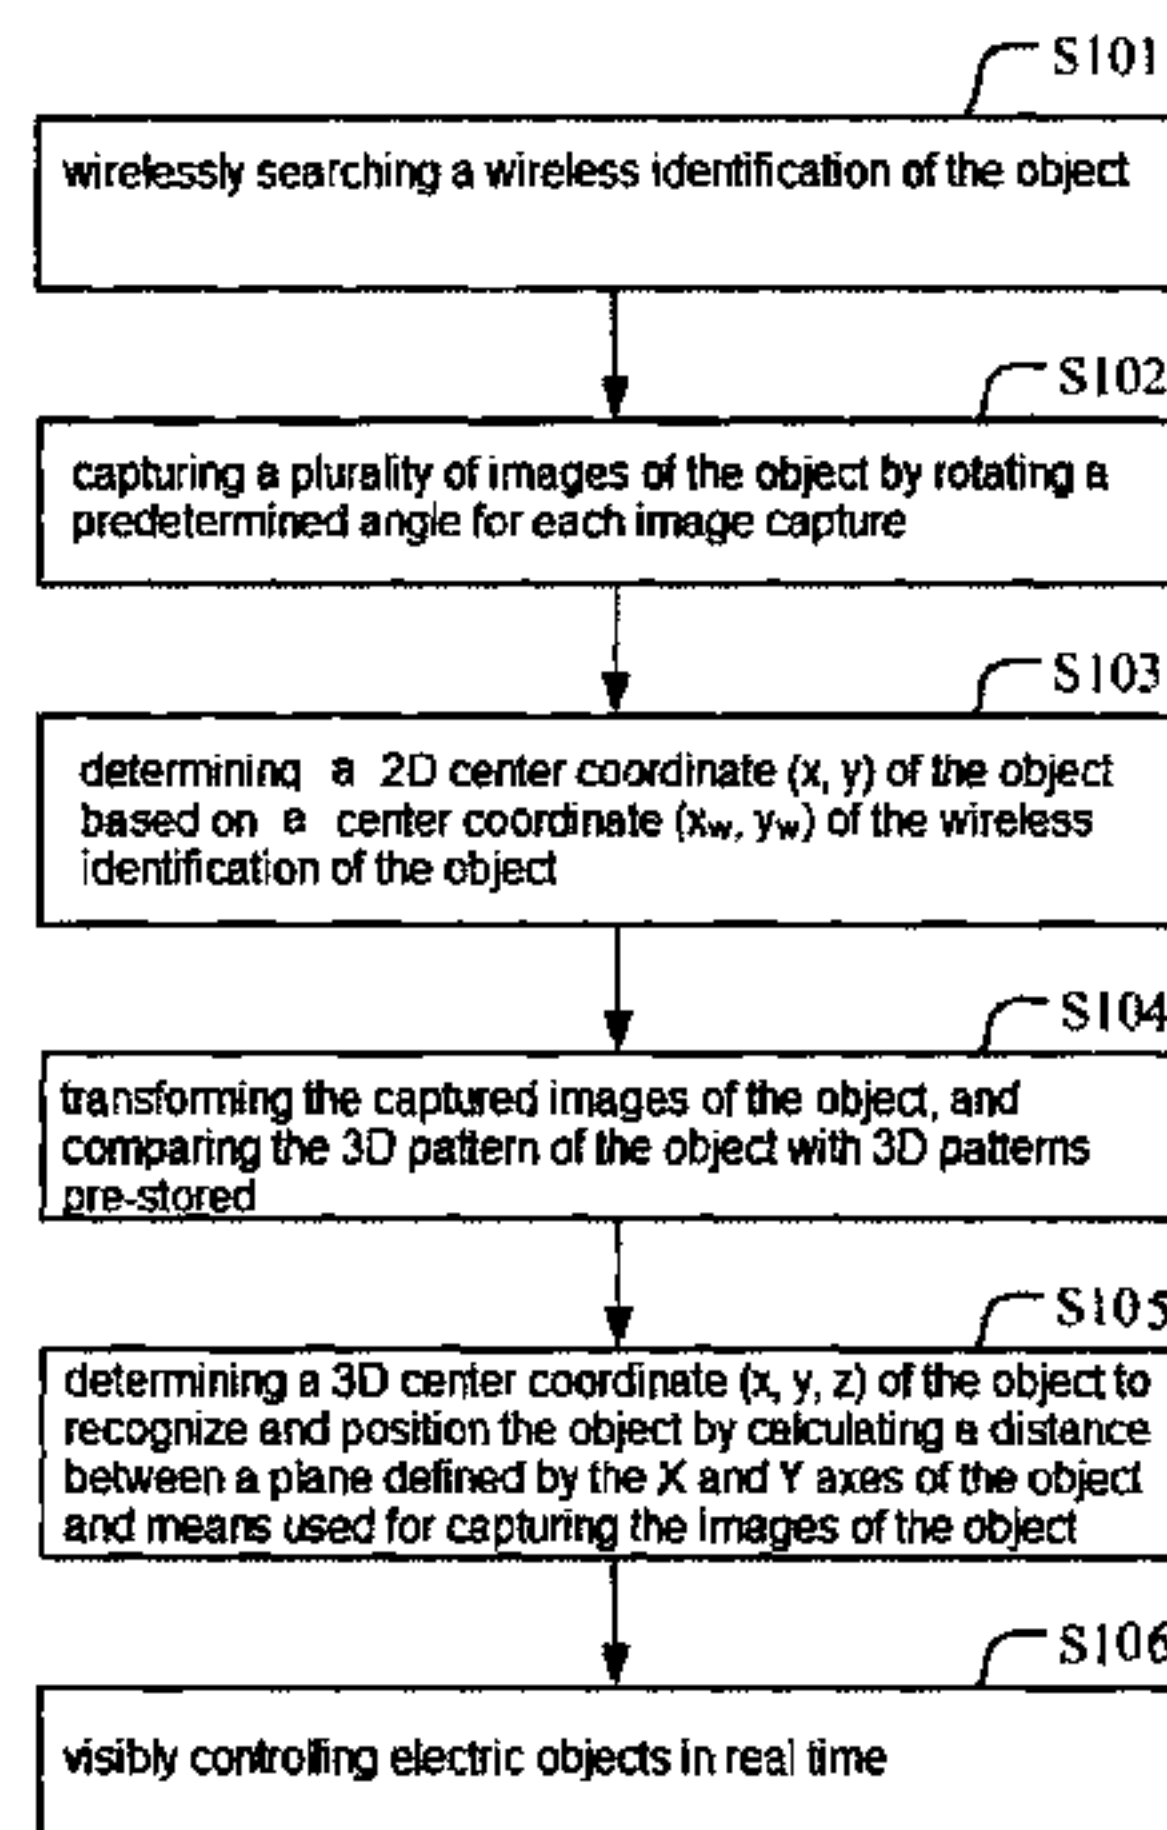 S101
wirelessly searching a wireless identification of the object
S102
capturing a plurality of images of the object by rotating a
predetermined angle for each image capture
S103
determining a 2D center coordinate (x, y) of the object
based on a center coordinate (xw, yw) of the wireless
identification of the object
S104
transforming the captured images of the object, and
comparing the 3D pattern of the object with 3D patterns
pre-stored
S105
determining a 3D center coordinate (x, y, z) of the object to
recognize and position the object by calculating a distance
between a plane defined by the X and Y axes of the object
and means used for capturing the images of the object
S106
visibly controlling electric objects in real time